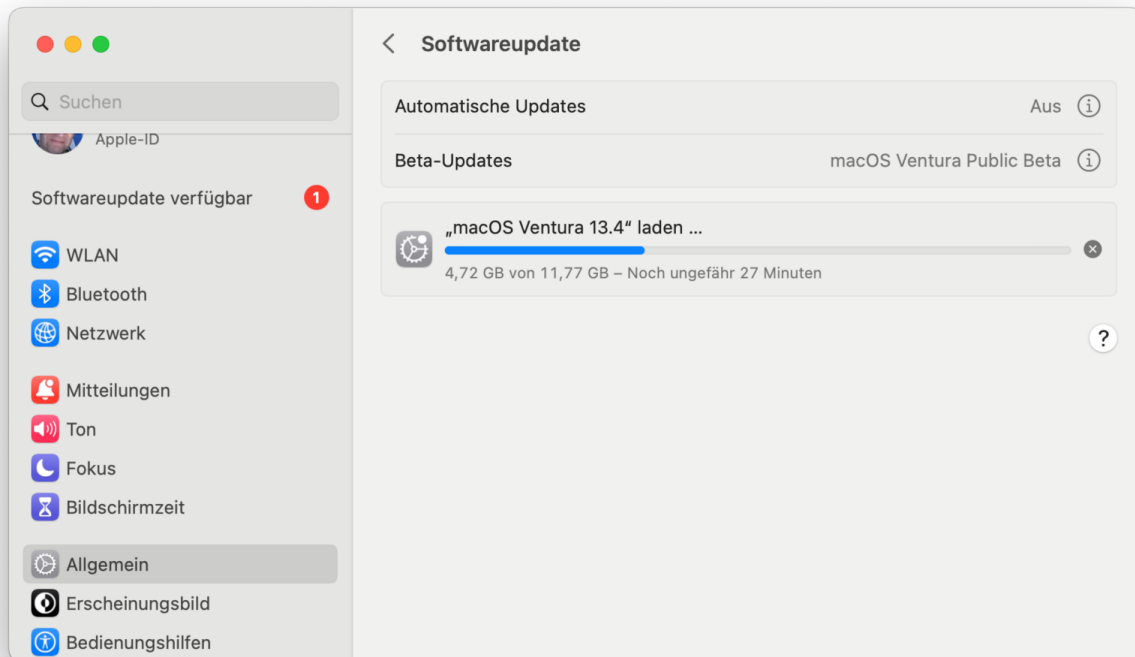 Suchen
Apple-ID
Softwareupdate verfügbar 1
WLAN
Bluetooth
Netzwerk
Mitteilungen
Ton
Fokus
Bildschirmzeit
Allgemein
Erscheinungsbild
Bedienungshilfen
Softwareupdate
Automatische Updates Aus
Beta-Updates macOS Ventura Public Beta
„macOS Ventura 13.4“ laden ...
4,72 GB von 11,77 GB – Noch ungefähr 27 Minuten
?